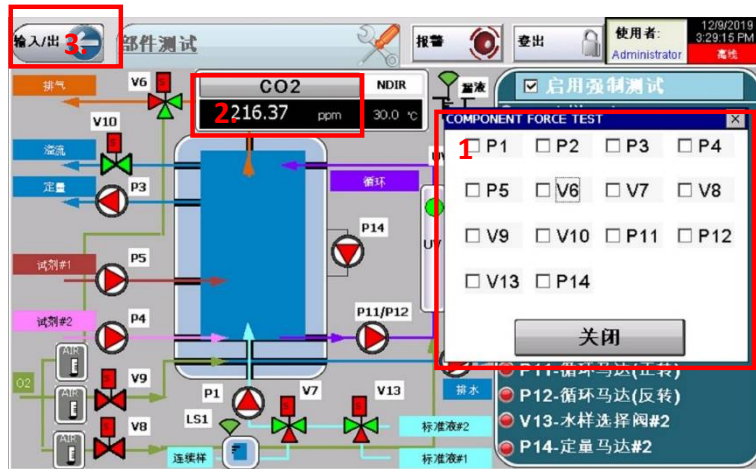 输入/出
3.
部件测试
报警
登出
使用者:
Administrator
12/9/2019
3:29:15 PM
离线
排气
V6
CO2
NDIR
2.
216.37 ppm
30.0 ℃
漏液
启用强制测试
V10
溢流
定量
P3
循环
UV
P14
试剂#1
P5
试剂#2
P4
P11/P12
COMPONENT FORCE TEST
X
1
P1 P2 P3 P4
P5 V6 V7 V8
V9 V10 P11 P12
V13 P14
关闭
O2
AIR
V9
AIR
V8
AIR
P1
V7
V13
排水
LS1
标准液#2
连续样
标准液#1
P11-循环马达(正转)
P12-循环马达(反转)
V13-水样选择阀#2
P14-定量马达#2